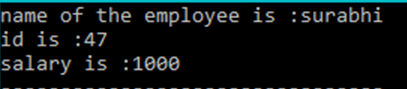 name of the employee is :surabhi
id is :47
salary is :1000
--------------------------------